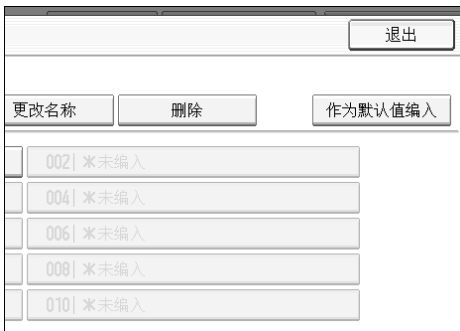 退出
更改名称 删除 作为默认值编入
002| *未编入
004| *未编入
006| *未编入
008| *未编入
010| *未编入